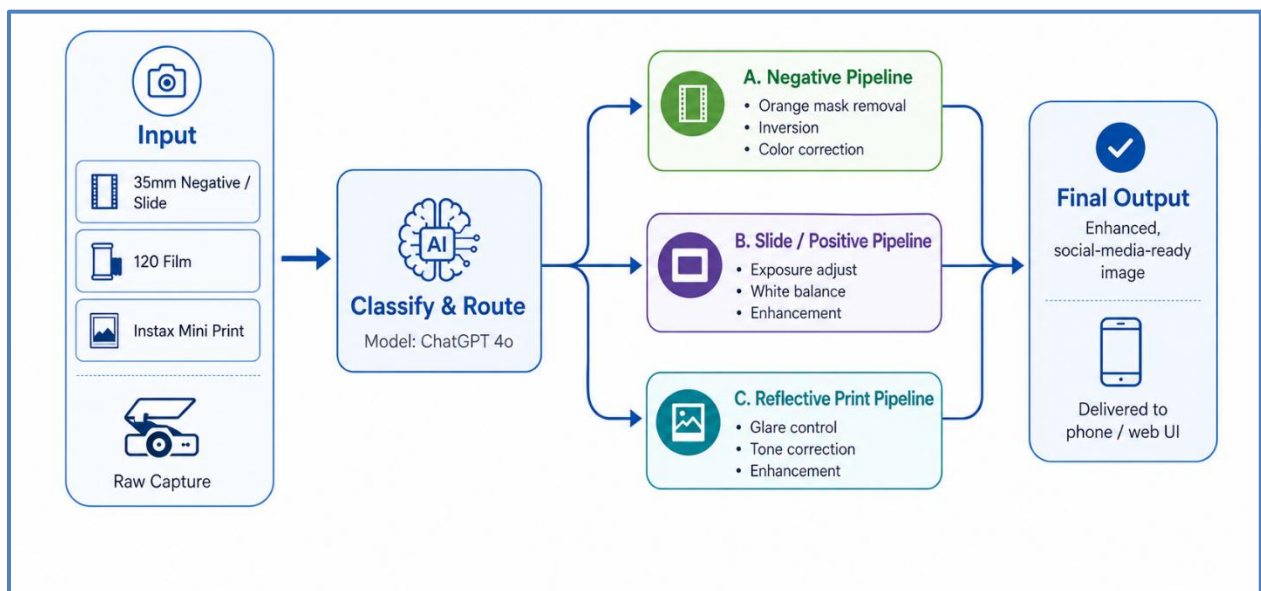 Input
35mm Negative /
Slide
120 Film
Instax Mini Print
Raw Capture
AI
Classify & Route
Model: ChatGPT 4o
A. Negative Pipeline
• Orange mask removal
• Inversion
• Color correction
B. Slide / Positive Pipeline
• Exposure adjust
• White balance
• Enhancement
C. Reflective Print Pipeline
• Glare control
• Tone correction
• Enhancement
Final Output
Enhanced,
social-media-ready
image
Delivered to
phone / web UI